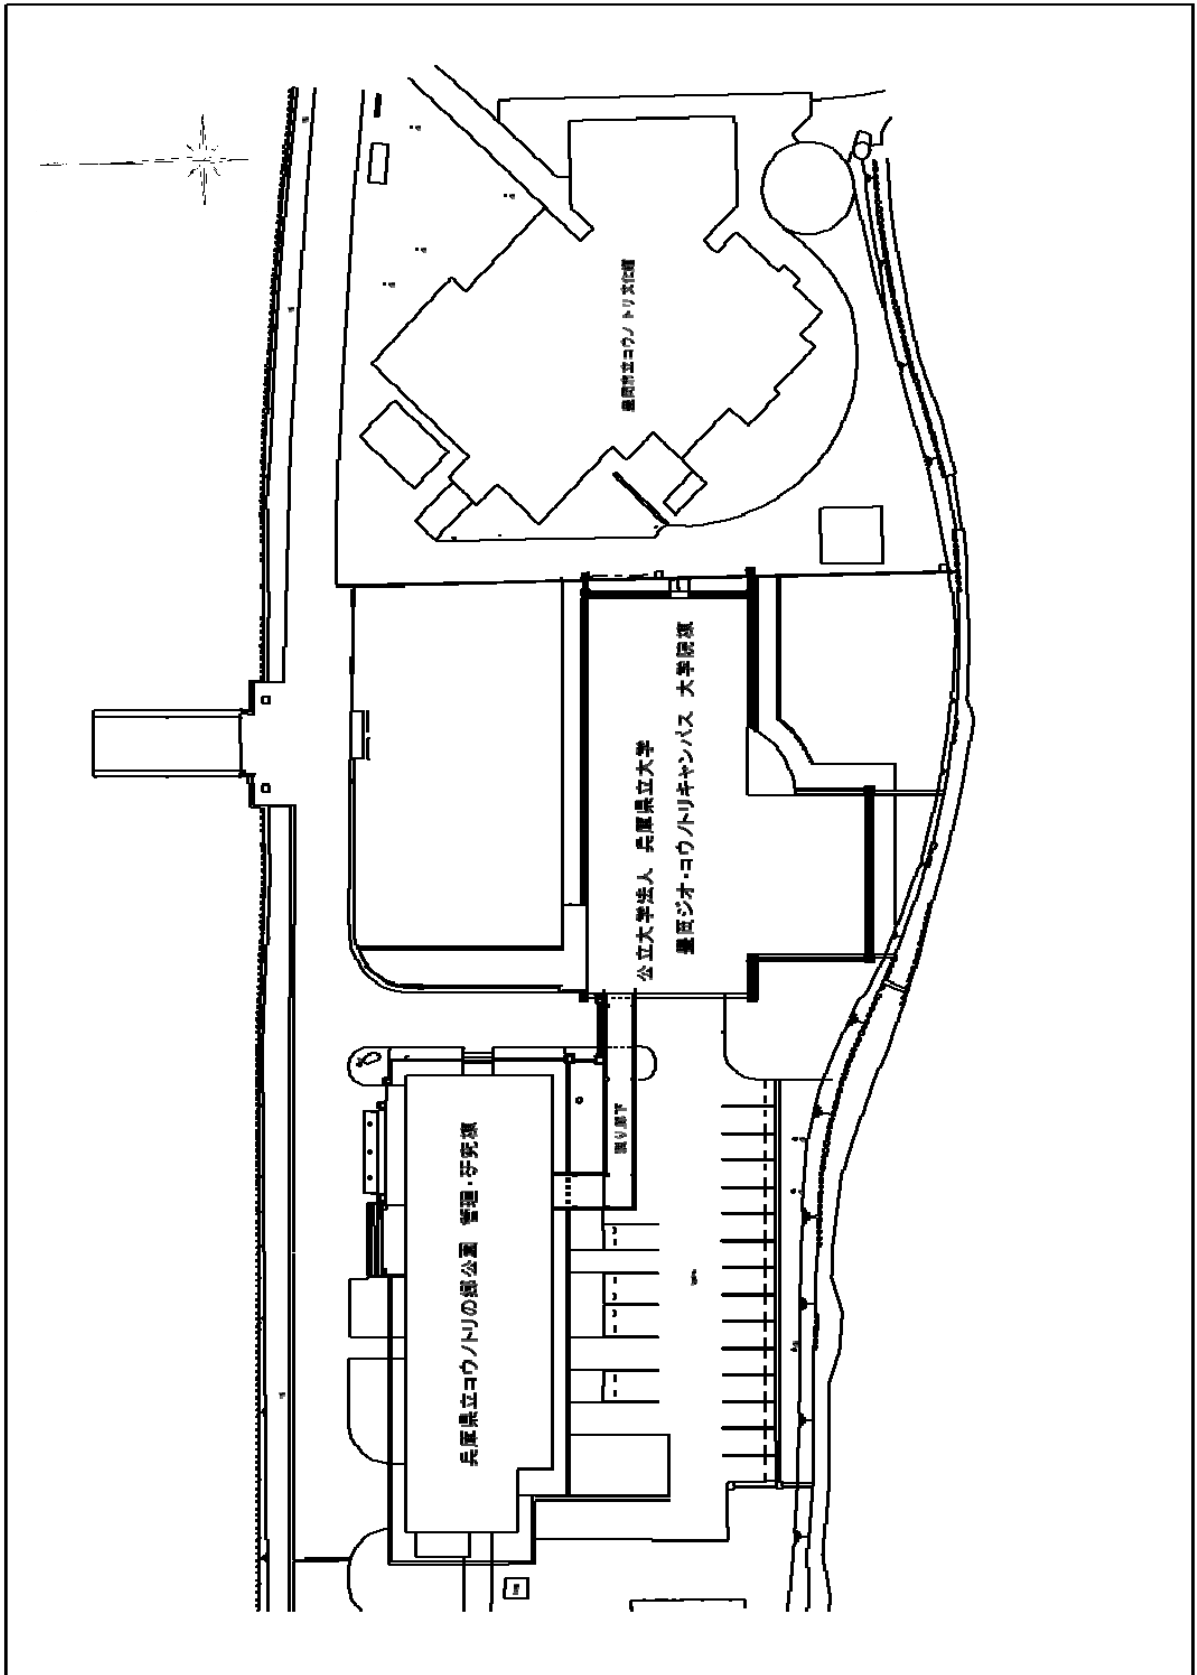 豊岡市立コウノトリ文化館
公立大学法人 兵庫県立大学
豊岡ジオ・コウノトリキャンパス 大学院棟
渡り廊下
兵庫県立コウノトリの郷公園 管理・研究棟